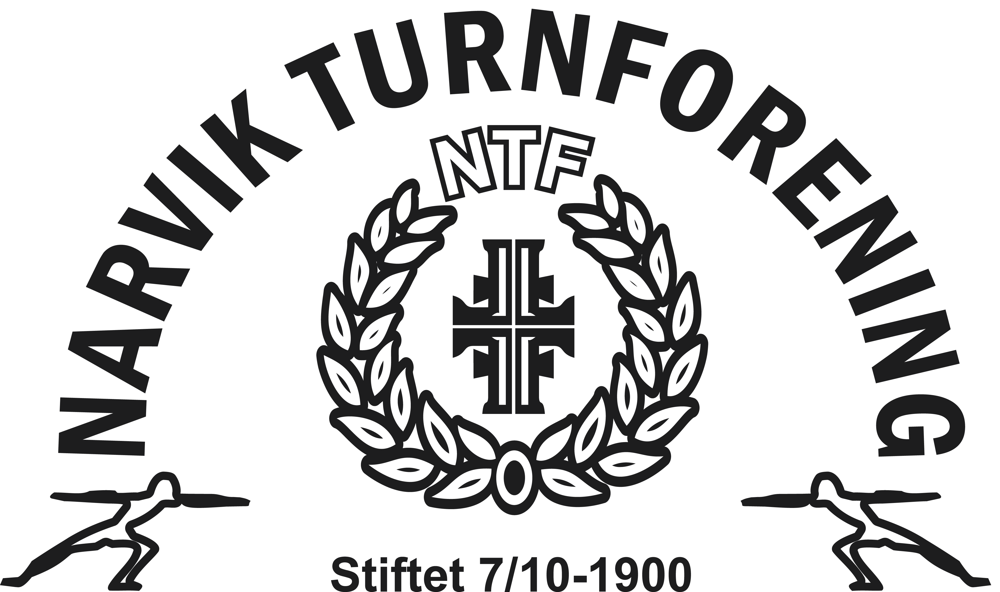 NARVIK TURNFORENING
NTF
Stiftet 7/10-1900